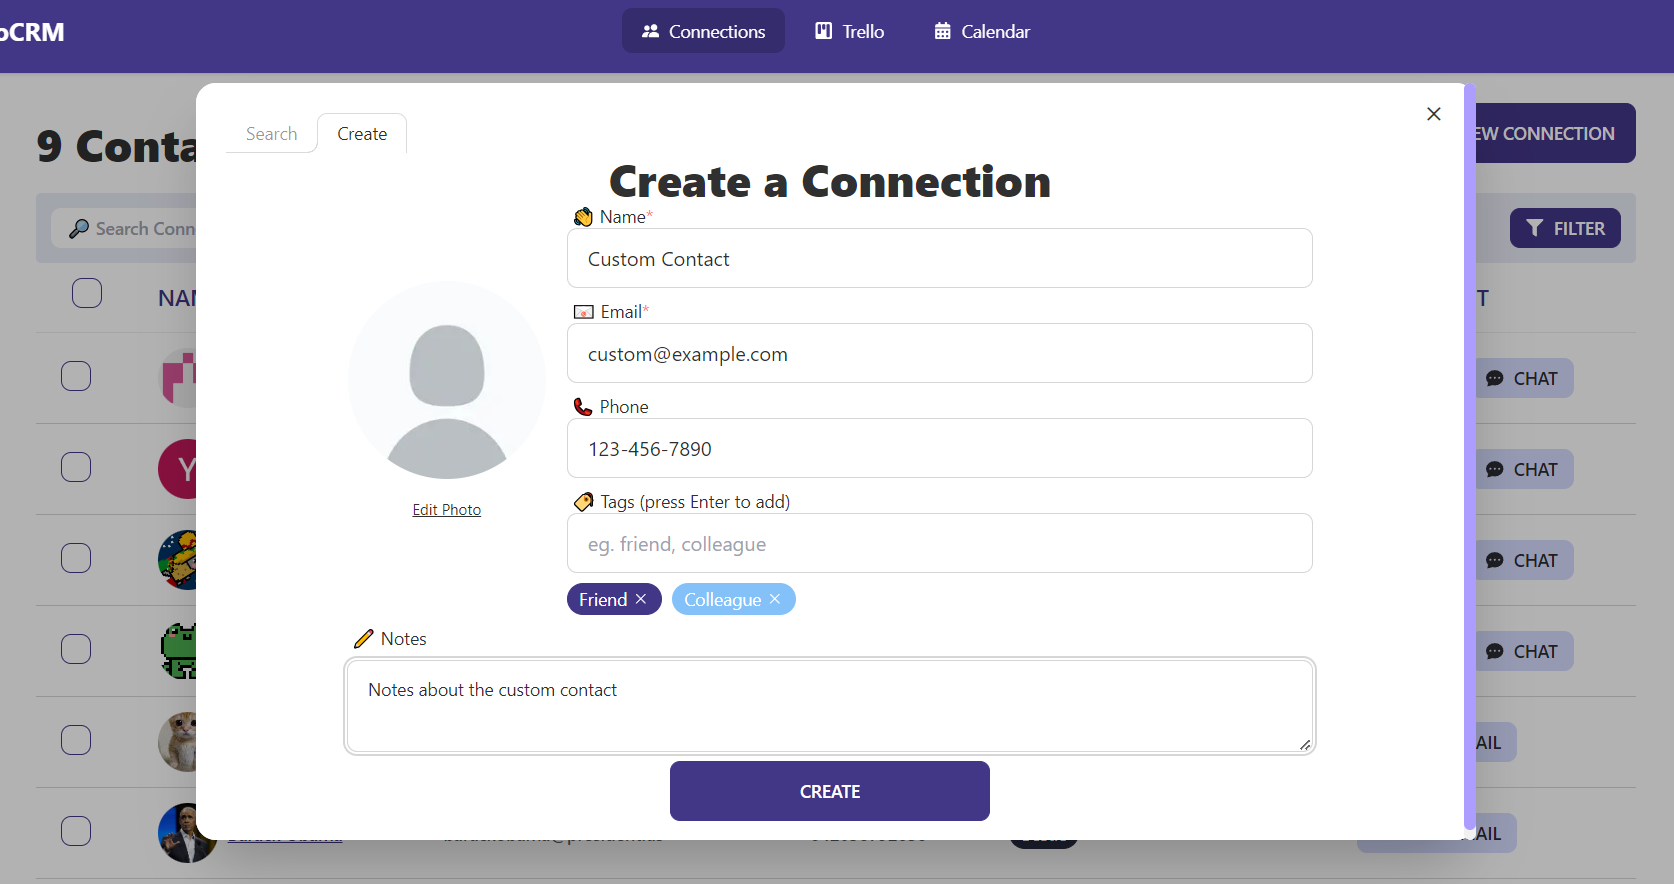 oCRM
Connections
Trello
Calendar
Search
Create
9 Conta
EW CONNECTION
Create a Connection
Name*
Search Conn
FILTER
Custom Contact
NAM
T
Email*
custom@example.com
CHAT
Phone
123-456-7890
Y
CHAT
Edit Photo
Tags (press Enter to add)
eg. friend, colleague
CHAT
Friend ×
Colleague ×
Notes
CHAT
Notes about the custom contact
AIL
CREATE
AIL